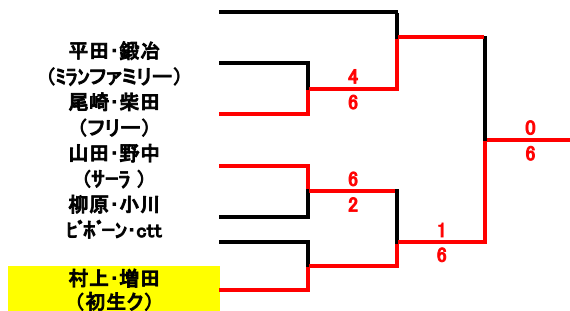 平田・鍛冶
(ミランファミリー)
4
尾崎・柴田
6
(フリー)
0
山田・野中
6
(サーラ )
6
柳原・小川
2
ビボーン・ctt
1
6
村上・増田
(初生ク)